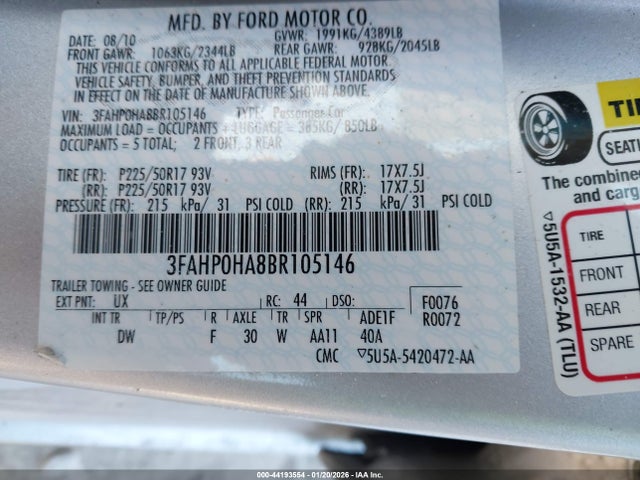 MFD. BY FORD MOTOR CO.
08/10 GVWR: 1991KG/4389LB
FRONT GAWR: 1063KG/2344LB REAR GAWR: 928KG/2045LB
THIS VEHICLE CONFORMS TO ALL APPLICABLE FEDERAL MOTOR
VEHICLE SAFETY, BUMPER, AND THEFT PREVENTION STANDARDS
IN EFFECT ON THE DATE OF MANUFACTURE SHOWN ABOVE.
VIN: 3FAHP0HA8BR105146 TYPE: Passenger Car
MAXIMUM LOAD = OCCUPANTS + LUGGAGE = 385KG/ 850LB
OCCUPANTS = 5 TOTAL; 2 FRONT, 3 REAR
TIRE (FR): P225/50R17 93V RIMS (FR): 17X7.5J
(RR): P225/50R17 93V (RR): 17X7.5J
PRESSURE (FR): 215 kPa/ 31 PSI COLD (RR): 215 kPa/ 31 PSI COLD
3FAHP0HA8BR105146
TRAILER TOWING - SEE OWNER GUIDE
EXT PNT: UX RC: 44 DSO: F0076
R0072
INT TR TP/PS R AXLE TR SPR ADE1F
DW F 30 W AA11 40A
CMC ▽5U5A-5420472-AA
TI
SEATI
The combine
and carg
TIRE
FRONT
REAR
SPARE
▽5U5A-1532-AA (TLU)
000-44193554 | 01/20/2026 | IAA Inc.